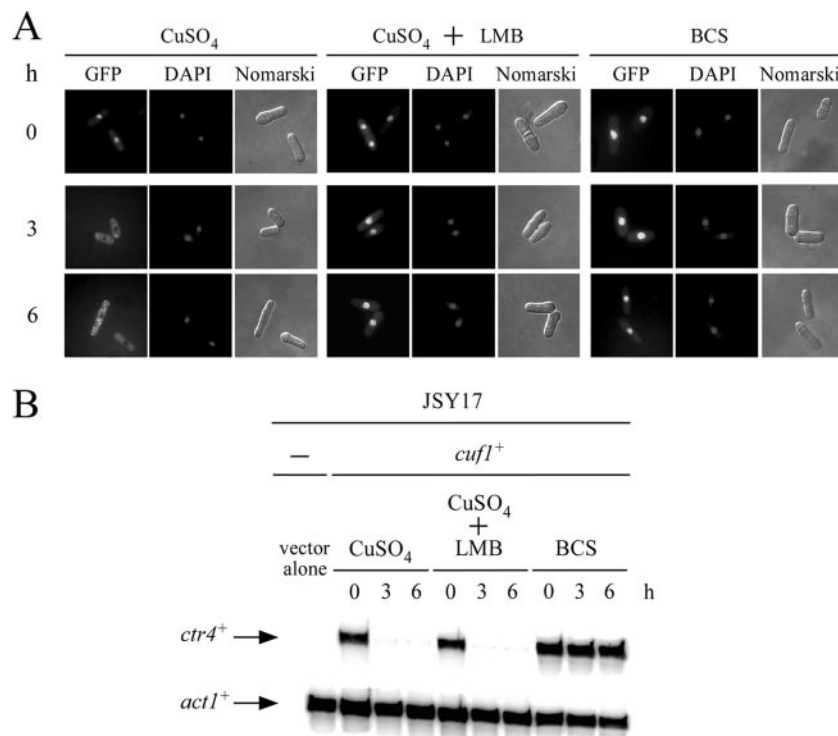 A
CuSO₄ CuSO₄ + LMB BCS
h GFP DAPI Nomarski GFP DAPI Nomarski GFP DAPI Nomarski
0
3
6
B
JSY17
— cuf1⁺
CuSO₄
+
vector alone CuSO₄ LMB BCS
0 3 6 0 3 6 0 3 6 h
ctr4⁺
act1⁺